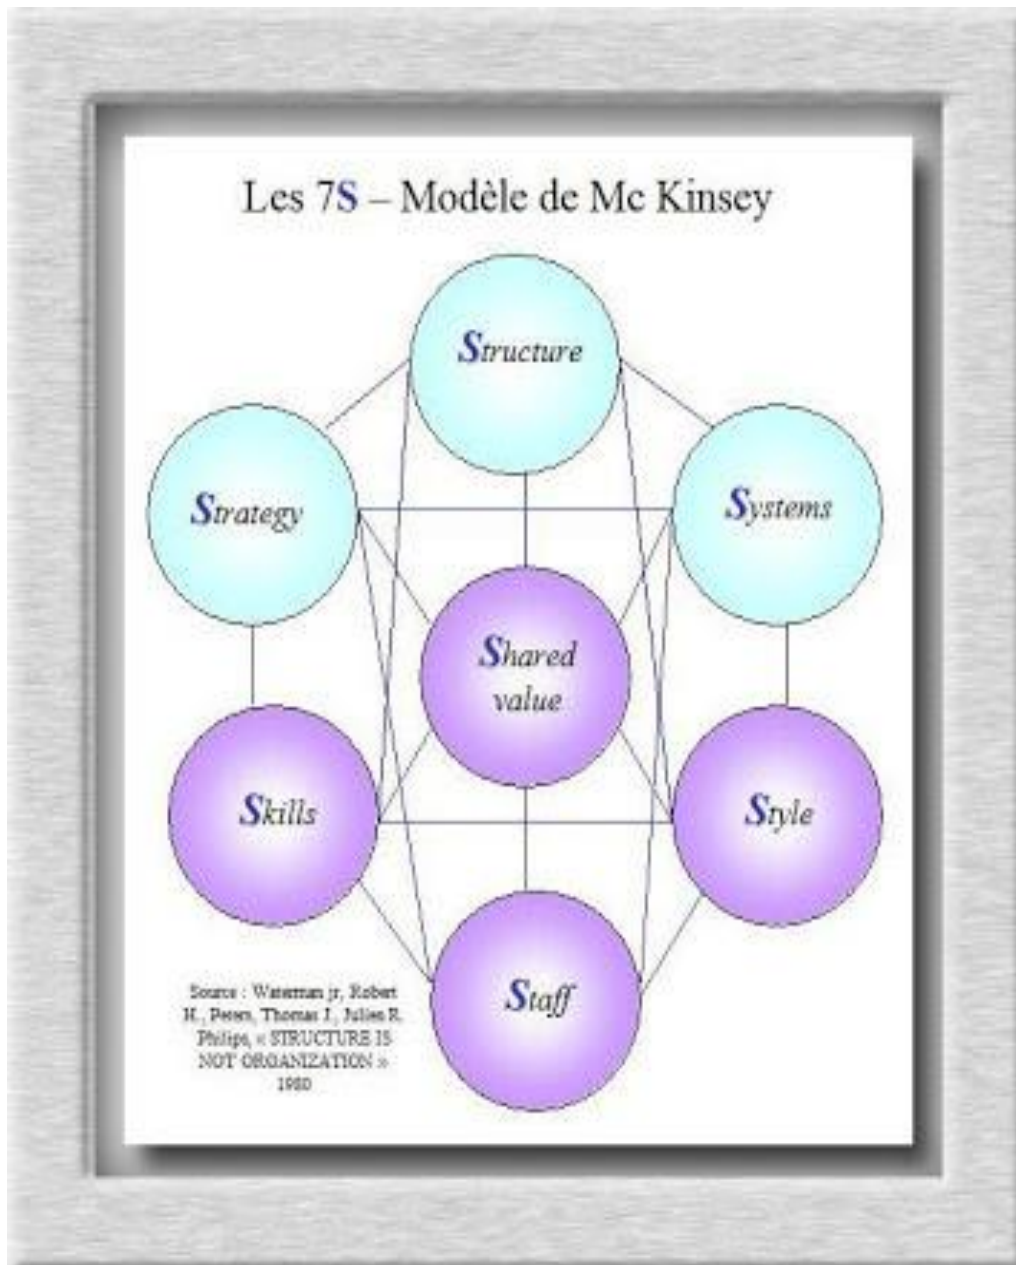 Les 7S – Modèle de Mc Kinsey
Structure
Strategy
Systems
Shared
value
Skills
Style
Staff
Source : Waterman jr, Robert
H., Peters, Thomas J., Julien R.
Philips, « STRUCTURE IS
NOT ORGANIZATION »
1980